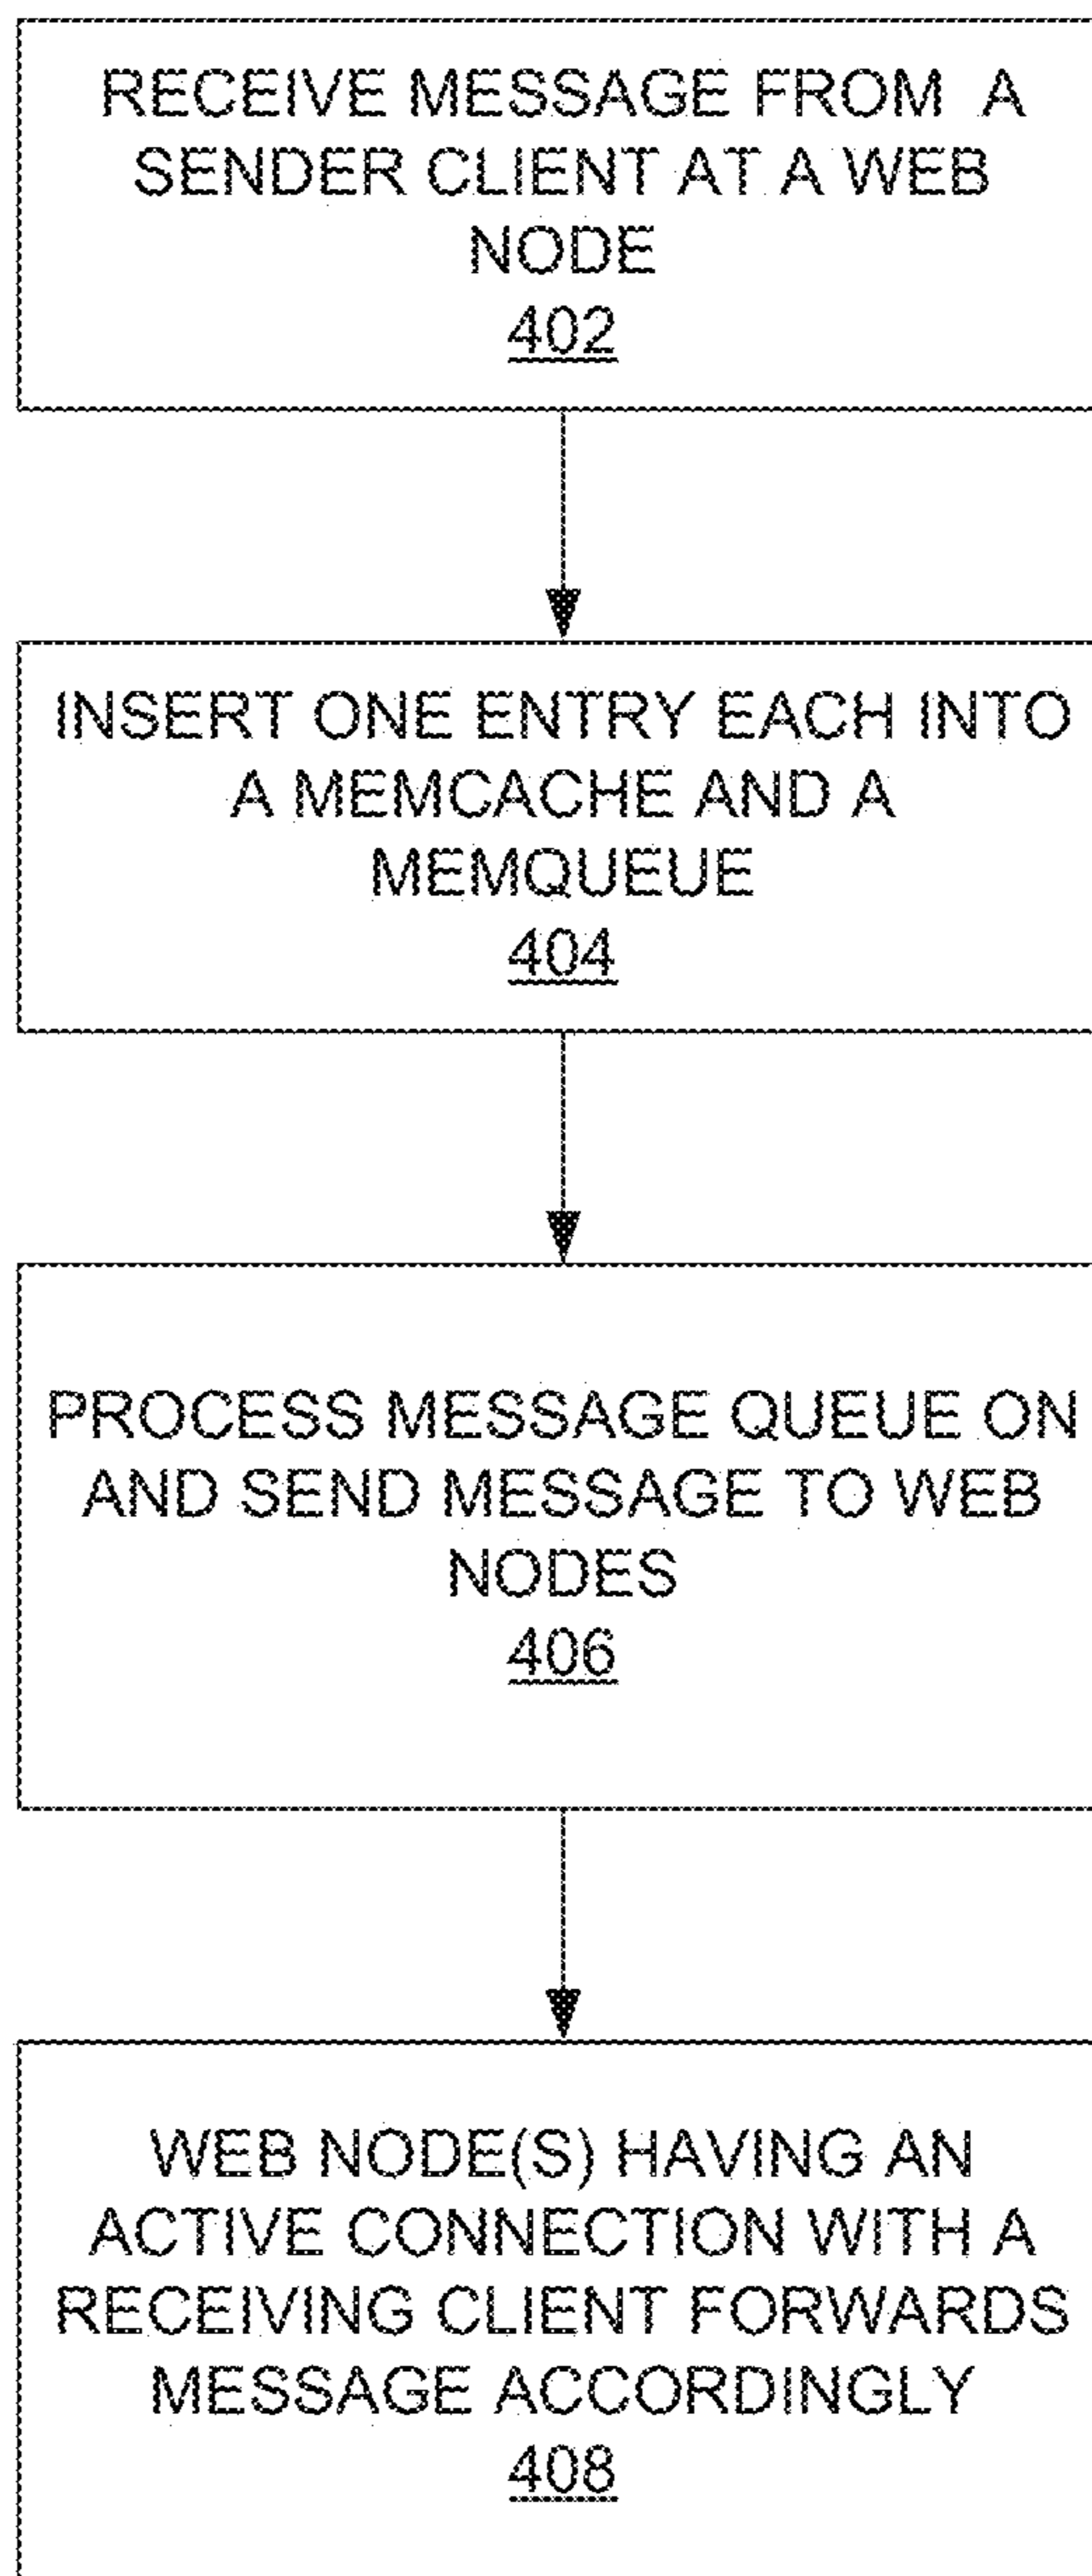 RECEIVE MESSAGE FROM A
SENDER CLIENT AT A WEB
NODE
402
INSERT ONE ENTRY EACH INTO
A MEMCACHE AND A
MEMQUEUE
404
PROCESS MESSAGE QUEUE ON
AND SEND MESSAGE TO WEB
NODES
406
WEB NODE(S) HAVING AN
ACTIVE CONNECTION WITH A
RECEIVING CLIENT FORWARDS
MESSAGE ACCORDINGLY
408